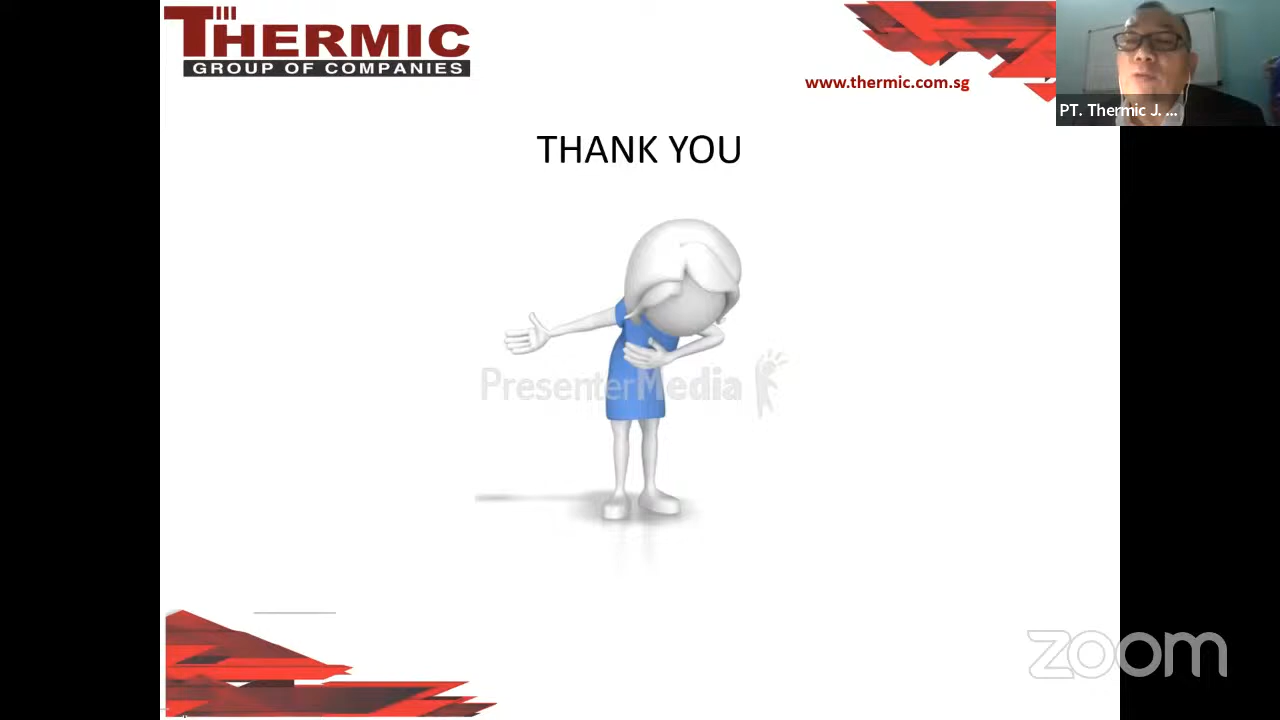 THERMIC
GROUP OF COMPANIES
www.thermic.com.sg
PT. Thermic J. ...
THANK YOU
PresenterMedia
zoom